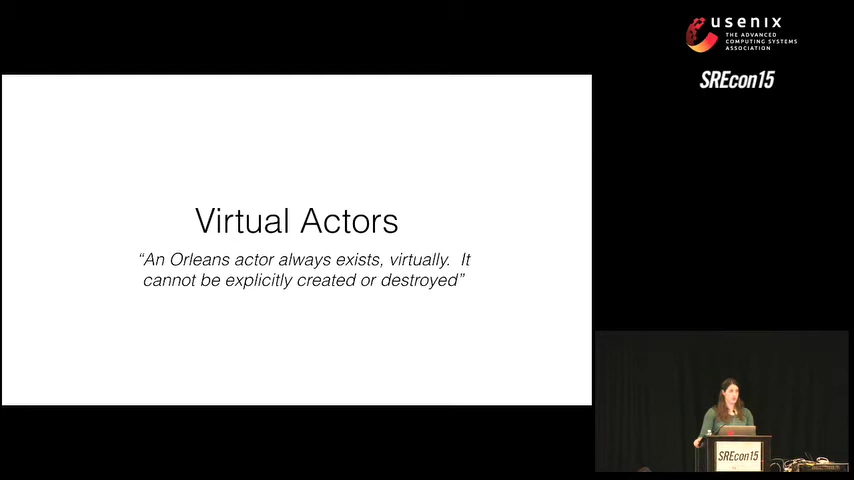 usenix
THE ADVANCED
COMPUTING SYSTEMS
ASSOCIATION
SREcon15
Virtual Actors
“An Orleans actor always exists, virtually.  It
cannot be explicitly created or destroyed”
SREcon15